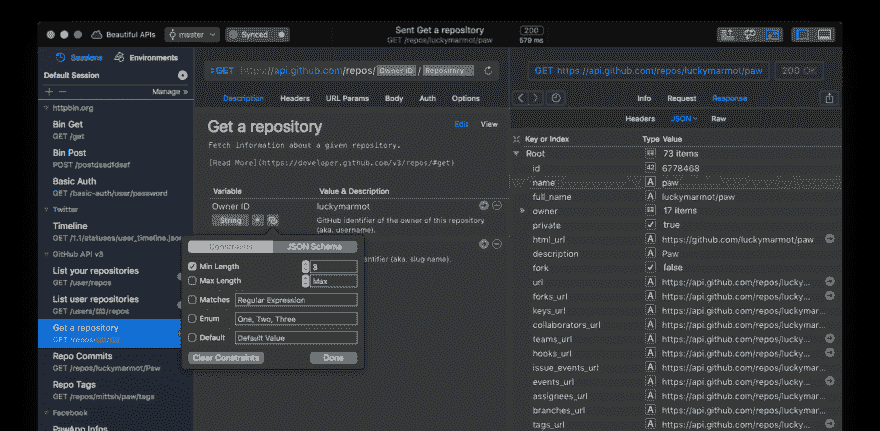 Beautiful APIs
master
Synced
Sent Get a repository
GET /repos/luckymarmot/paw
200
579 ms
Sessions
Environments
Default Session
Manage »
httpbin.org
Bin Get
GET /get
Bin Post
POST /postdasdfdasf
Basic Auth
GET /basic-auth/user/password
Twitter
Timeline
GET /1.1/statuses/user_timeline.json
GitHub API v3
List your repositories
GET /user/repos
List user repositories
GET /users/ /repos
Get a repository
GET /repos/
Repo Commits
GET /repos/luckymarmot/Paw
Repo Tags
GET /repos/mittsh/paw/tags
Facebook
PawApp Infos
GET https://api.github.com/repos/ Owner ID / Repository
Description Headers URL Params Body Auth Options
Get a repository
Edit View
Fetch information about a given repository.
[Read More](https://developer.github.com/v3/repos/#get)
Variable Value & Description
Owner ID luckymarmot
String
GitHub identifier of the owner of this repository
(aka. username).
entifier (aka. slug name).
Constraints JSON Schema
Min Length 3
Max Length Max
Matches Regular Expression
Enum One, Two, Three
Default Default Value
Clear Constraints Done
GET https://api.github.com/repos/luckymarmot/paw 200 OK
Info Request Response
Headers JSON Raw
Key or Index Type Value
Root 73 items
id 42 6778468
name A paw
full_name A luckymarmot/paw
owner 17 items
private ✓ true
html_url A https://github.com/luckymarmot/paw
description A Paw
fork ✓ false
url A https://api.github.com/repos/lucky...
forks_url A https://api.github.com/repos/lucky...
keys_url A https://api.github.com/repos/luckymar...
collaborators_url A https://api.github.com/repos/luckymar...
teams_url A https://api.github.com/repos/lucky...
hooks_url A https://api.github.com/repos/lucky...
issue_events_url A https://api.github.com/repos/luckymar...
events_url A https://api.github.com/repos/lucky...
assignees_url A https://api.github.com/repos/luckymar...
branches_url A https://api.github.com/repos/luckymar...
tags_url A https://api.github.com/repos/lucky...